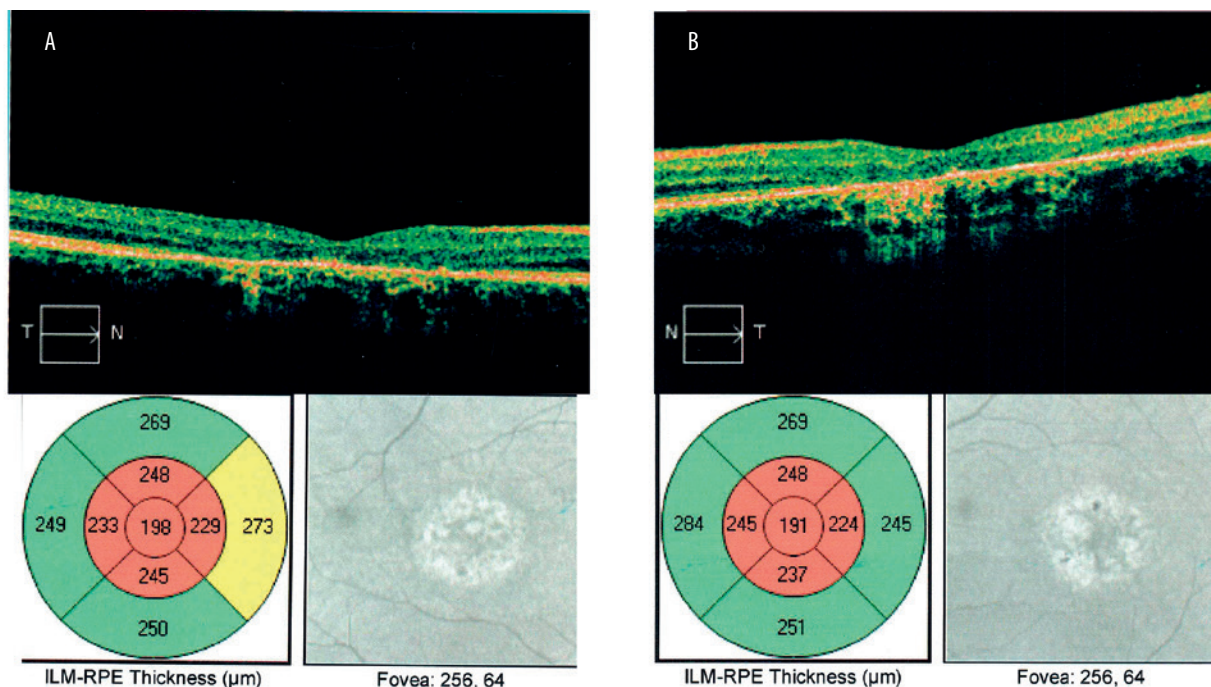 A
T N
269
248
249 233 198 229 273
245
250
ILM-RPE Thickness (µm)
Fovea: 256, 64
B
N T
269
248
284 245 191 224 245
237
251
ILM-RPE Thickness (µm)
Fovea: 256, 64